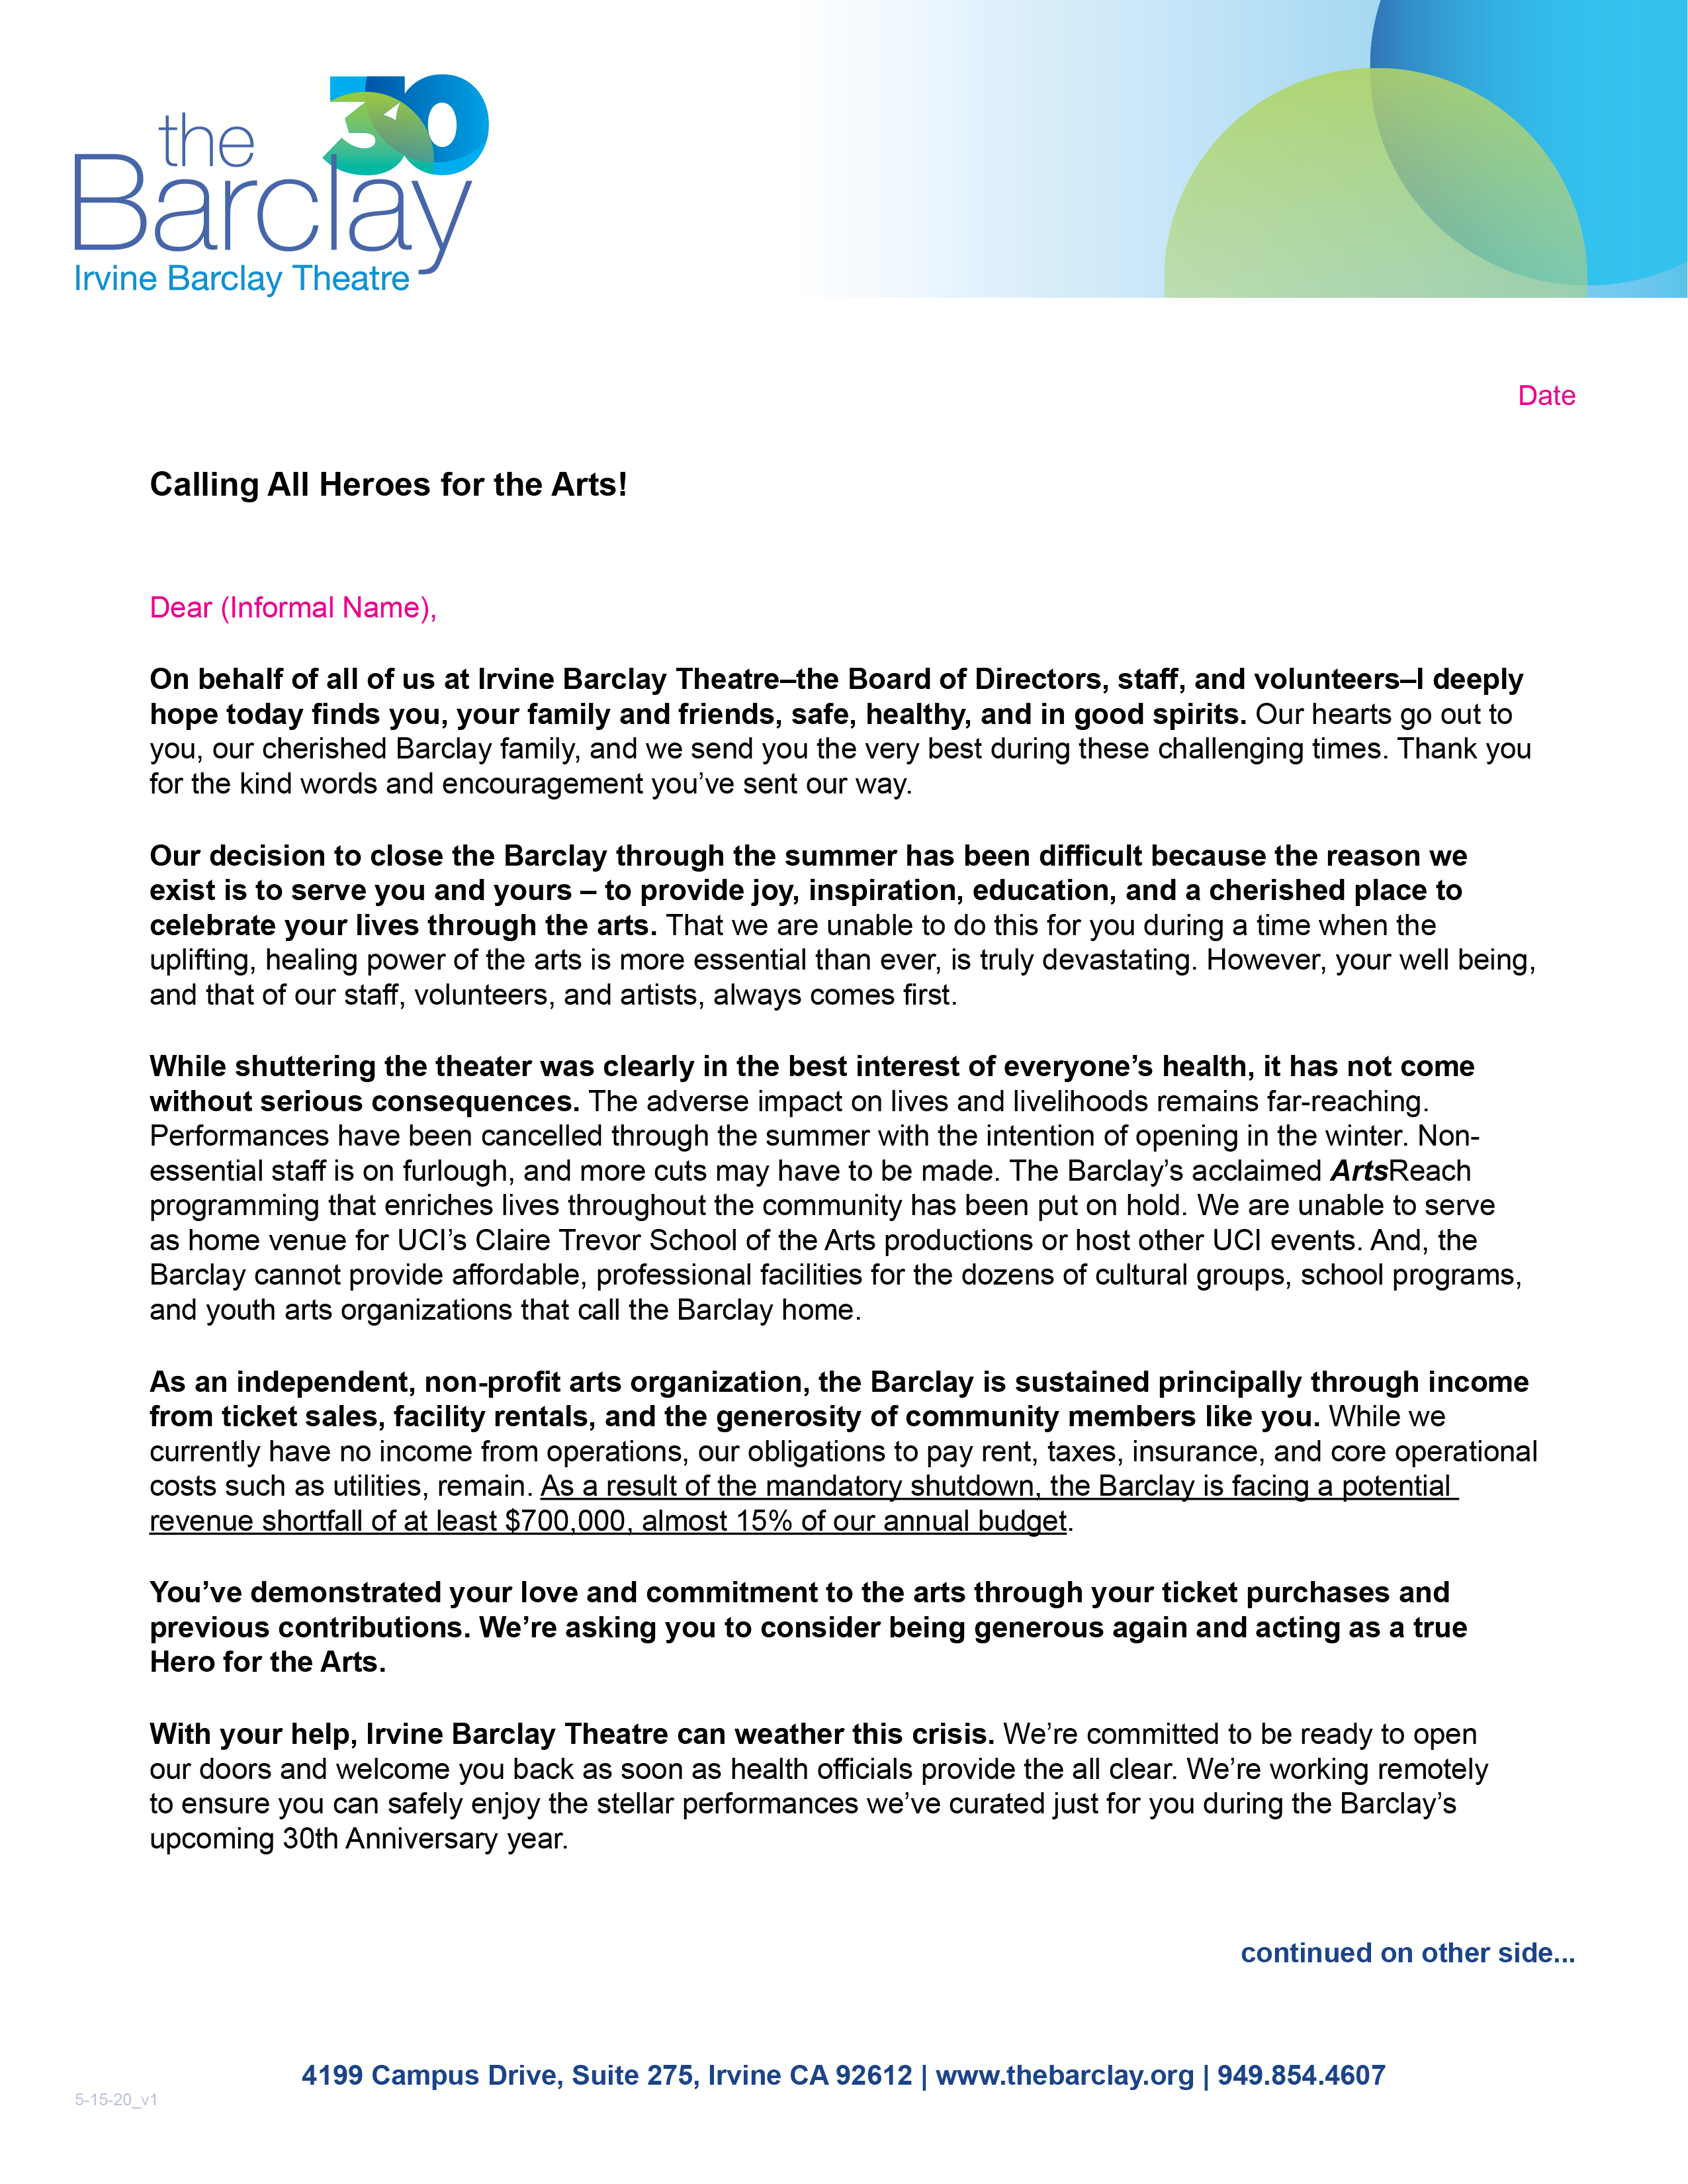 the 30
Barclay
Irvine Barclay Theatre
Date
Calling All Heroes for the Arts!
Dear (Informal Name),
On behalf of all of us at Irvine Barclay Theatre–the Board of Directors, staff, and volunteers–I deeply
hope today finds you, your family and friends, safe, healthy, and in good spirits. Our hearts go out to
you, our cherished Barclay family, and we send you the very best during these challenging times. Thank you
for the kind words and encouragement you’ve sent our way.
Our decision to close the Barclay through the summer has been difficult because the reason we
exist is to serve you and yours – to provide joy, inspiration, education, and a cherished place to
celebrate your lives through the arts. That we are unable to do this for you during a time when the
uplifting, healing power of the arts is more essential than ever, is truly devastating. However, your well being,
and that of our staff, volunteers, and artists, always comes first.
While shuttering the theater was clearly in the best interest of everyone’s health, it has not come
without serious consequences. The adverse impact on lives and livelihoods remains far-reaching.
Performances have been cancelled through the summer with the intention of opening in the winter. Non-
essential staff is on furlough, and more cuts may have to be made. The Barclay’s acclaimed ArtsReach
programming that enriches lives throughout the community has been put on hold. We are unable to serve
as home venue for UCI’s Claire Trevor School of the Arts productions or host other UCI events. And, the
Barclay cannot provide affordable, professional facilities for the dozens of cultural groups, school programs,
and youth arts organizations that call the Barclay home.
As an independent, non-profit arts organization, the Barclay is sustained principally through income
from ticket sales, facility rentals, and the generosity of community members like you. While we
currently have no income from operations, our obligations to pay rent, taxes, insurance, and core operational
costs such as utilities, remain. As a result of the mandatory shutdown, the Barclay is facing a potential
revenue shortfall of at least $700,000, almost 15% of our annual budget.
You’ve demonstrated your love and commitment to the arts through your ticket purchases and
previous contributions. We’re asking you to consider being generous again and acting as a true
Hero for the Arts.
With your help, Irvine Barclay Theatre can weather this crisis. We’re committed to be ready to open
our doors and welcome you back as soon as health officials provide the all clear. We’re working remotely
to ensure you can safely enjoy the stellar performances we’ve curated just for you during the Barclay’s
upcoming 30th Anniversary year.
continued on other side...
4199 Campus Drive, Suite 275, Irvine CA 92612 | www.thebarclay.org | 949.854.4607
5-15-20_v1